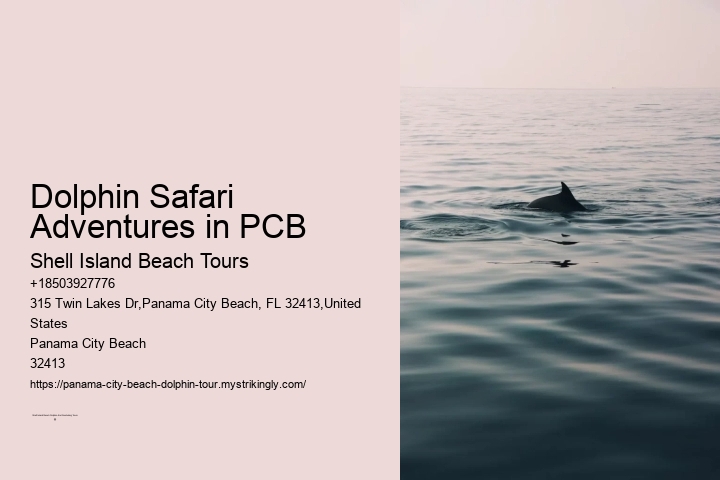 Dolphin Safari
Adventures in PCB
Shell Island Beach Tours
+18503927776
315 Twin Lakes Dr,Panama City Beach, FL 32413,United
States
Panama City Beach
32413
https://panama-city-beach-dolphin-tour.mystrikingly.com/